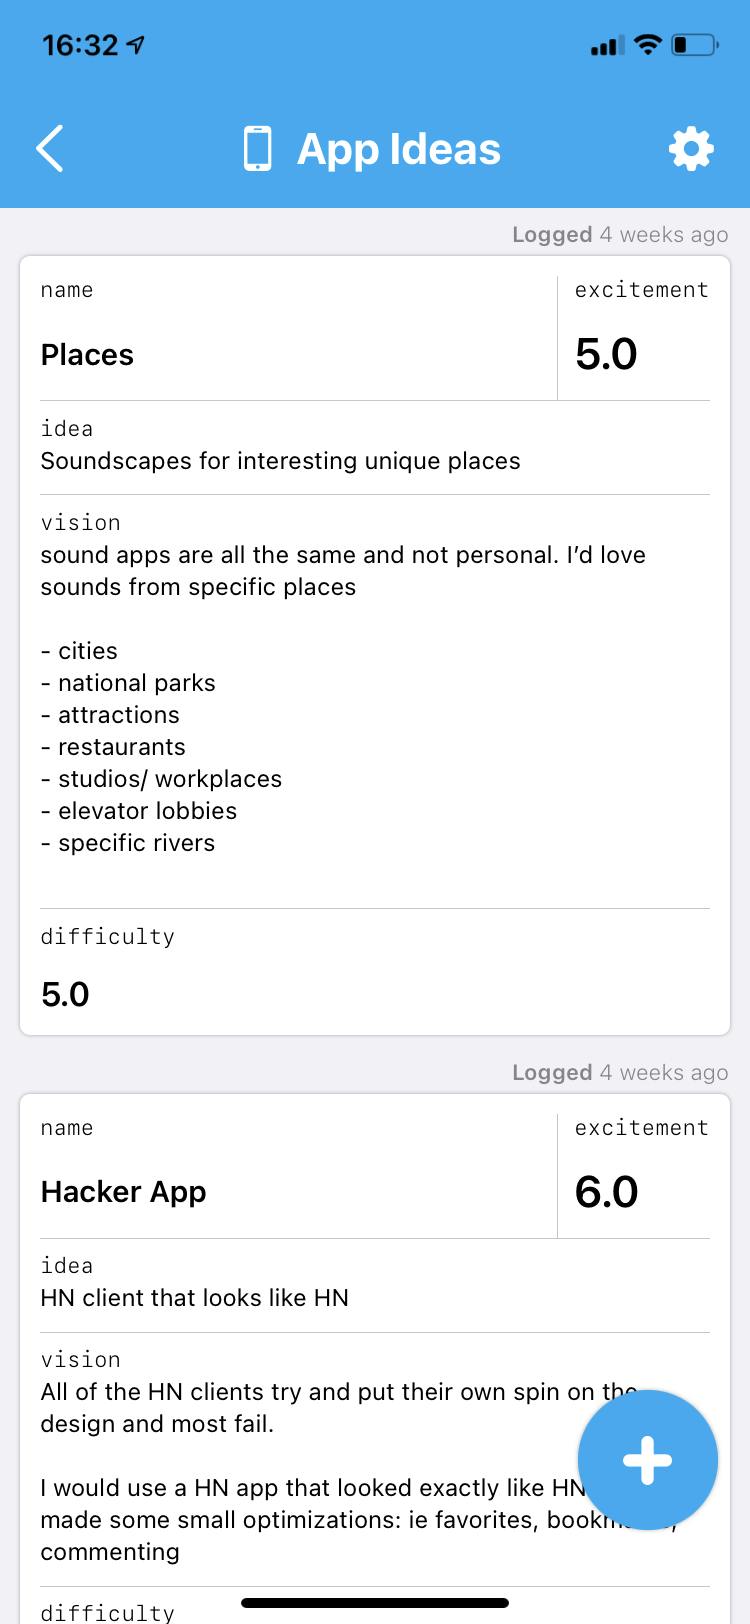 16:32
App Ideas
Logged 4 weeks ago
name
excitement
Places
5.0
idea
Soundscapes for interesting unique places
vision
sound apps are all the same and not personal. I’d love
sounds from specific places
- cities
- national parks
- attractions
- restaurants
- studios/ workplaces
- elevator lobbies
- specific rivers
difficulty
5.0
Logged 4 weeks ago
name
excitement
Hacker App
6.0
idea
HN client that looks like HN
vision
All of the HN clients try and put their own spin on the
design and most fail.
I would use a HN app that looked exactly like HN
made some small optimizations: ie favorites,
commenting
difficulty